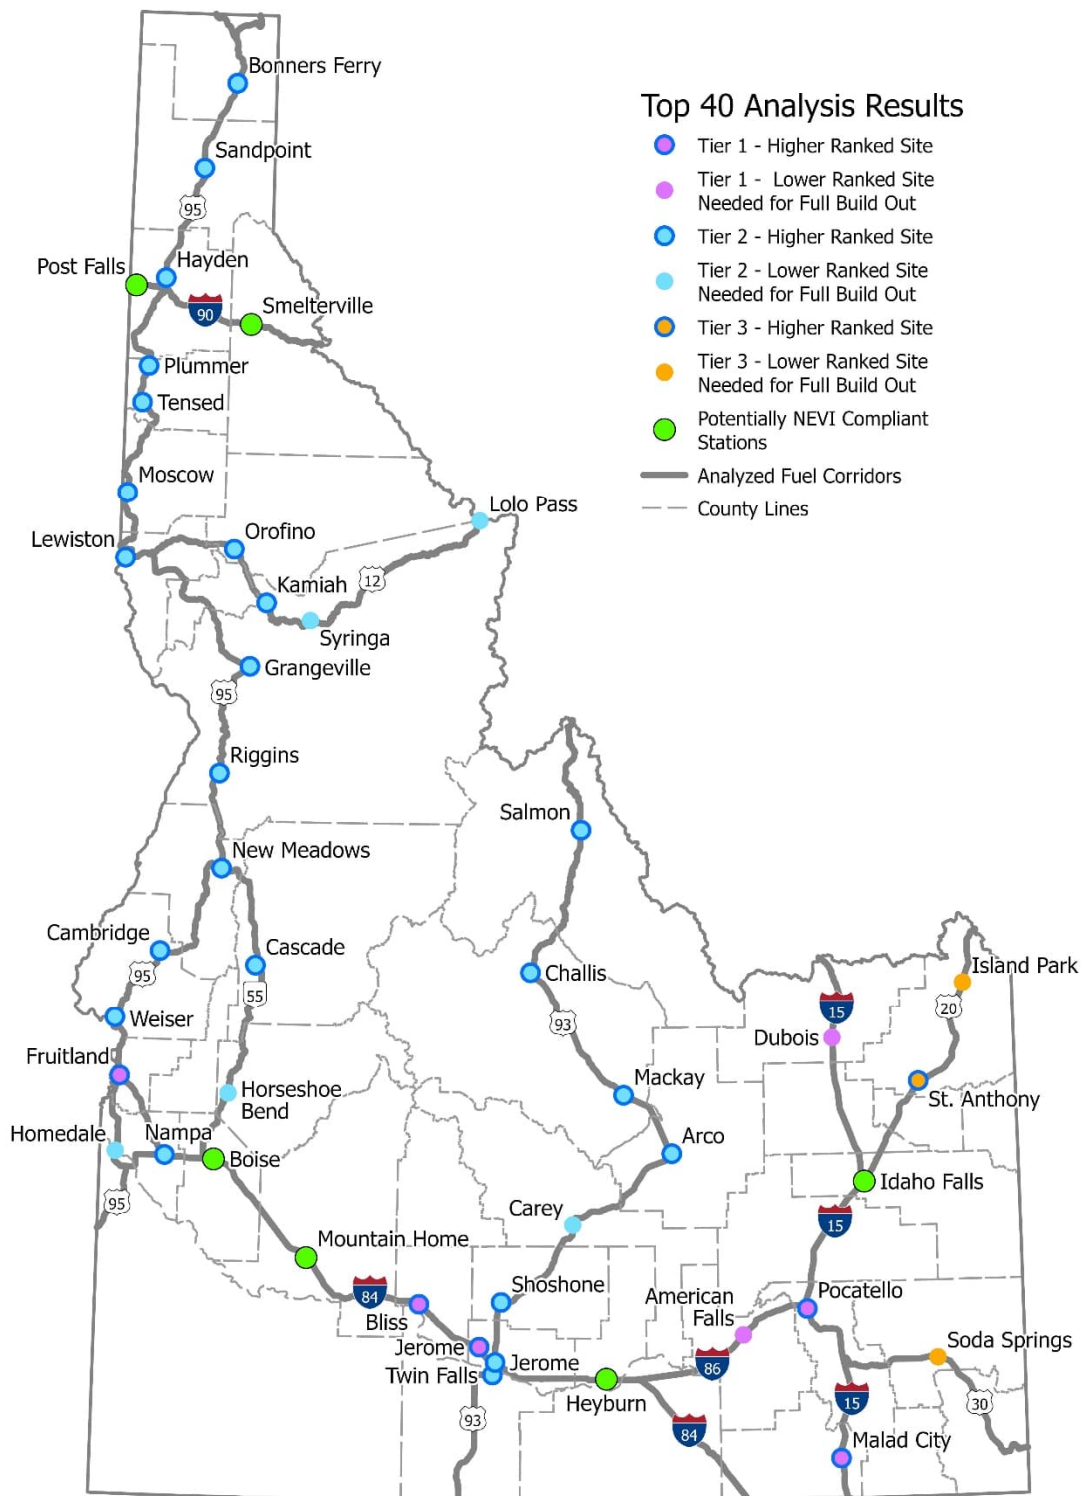 Bonners Ferry
Sandpoint
95
Post Falls
Hayden
90
Smelterville
Plummer
Tensed
Moscow
Lewiston
Orofino
Lolo Pass
Kamiah
12
Syringa
Grangeville
95
Riggins
New Meadows
Salmon
Cambridge
95
Cascade
55
Challis
93
Weiser
Fruitland
Horseshoe
Bend
Mackay
Homedale
Nampa
Boise
Arco
95
Carey
Mountain Home
84
Bliss
Shoshone
Jerome
Jerome
Twin Falls
93
Heyburn
84
86
American
Falls
Pocatello
15
Idaho Falls
Dubois
15
Island Park
20
St. Anthony
Soda Springs
30
15
Malad City
Top 40 Analysis Results
Tier 1 - Higher Ranked Site
Tier 1 - Lower Ranked Site
Needed for Full Build Out
Tier 2 - Higher Ranked Site
Tier 2 - Lower Ranked Site
Needed for Full Build Out
Tier 3 - Higher Ranked Site
Tier 3 - Lower Ranked Site
Needed for Full Build Out
Potentially NEVI Compliant
Stations
Analyzed Fuel Corridors
County Lines